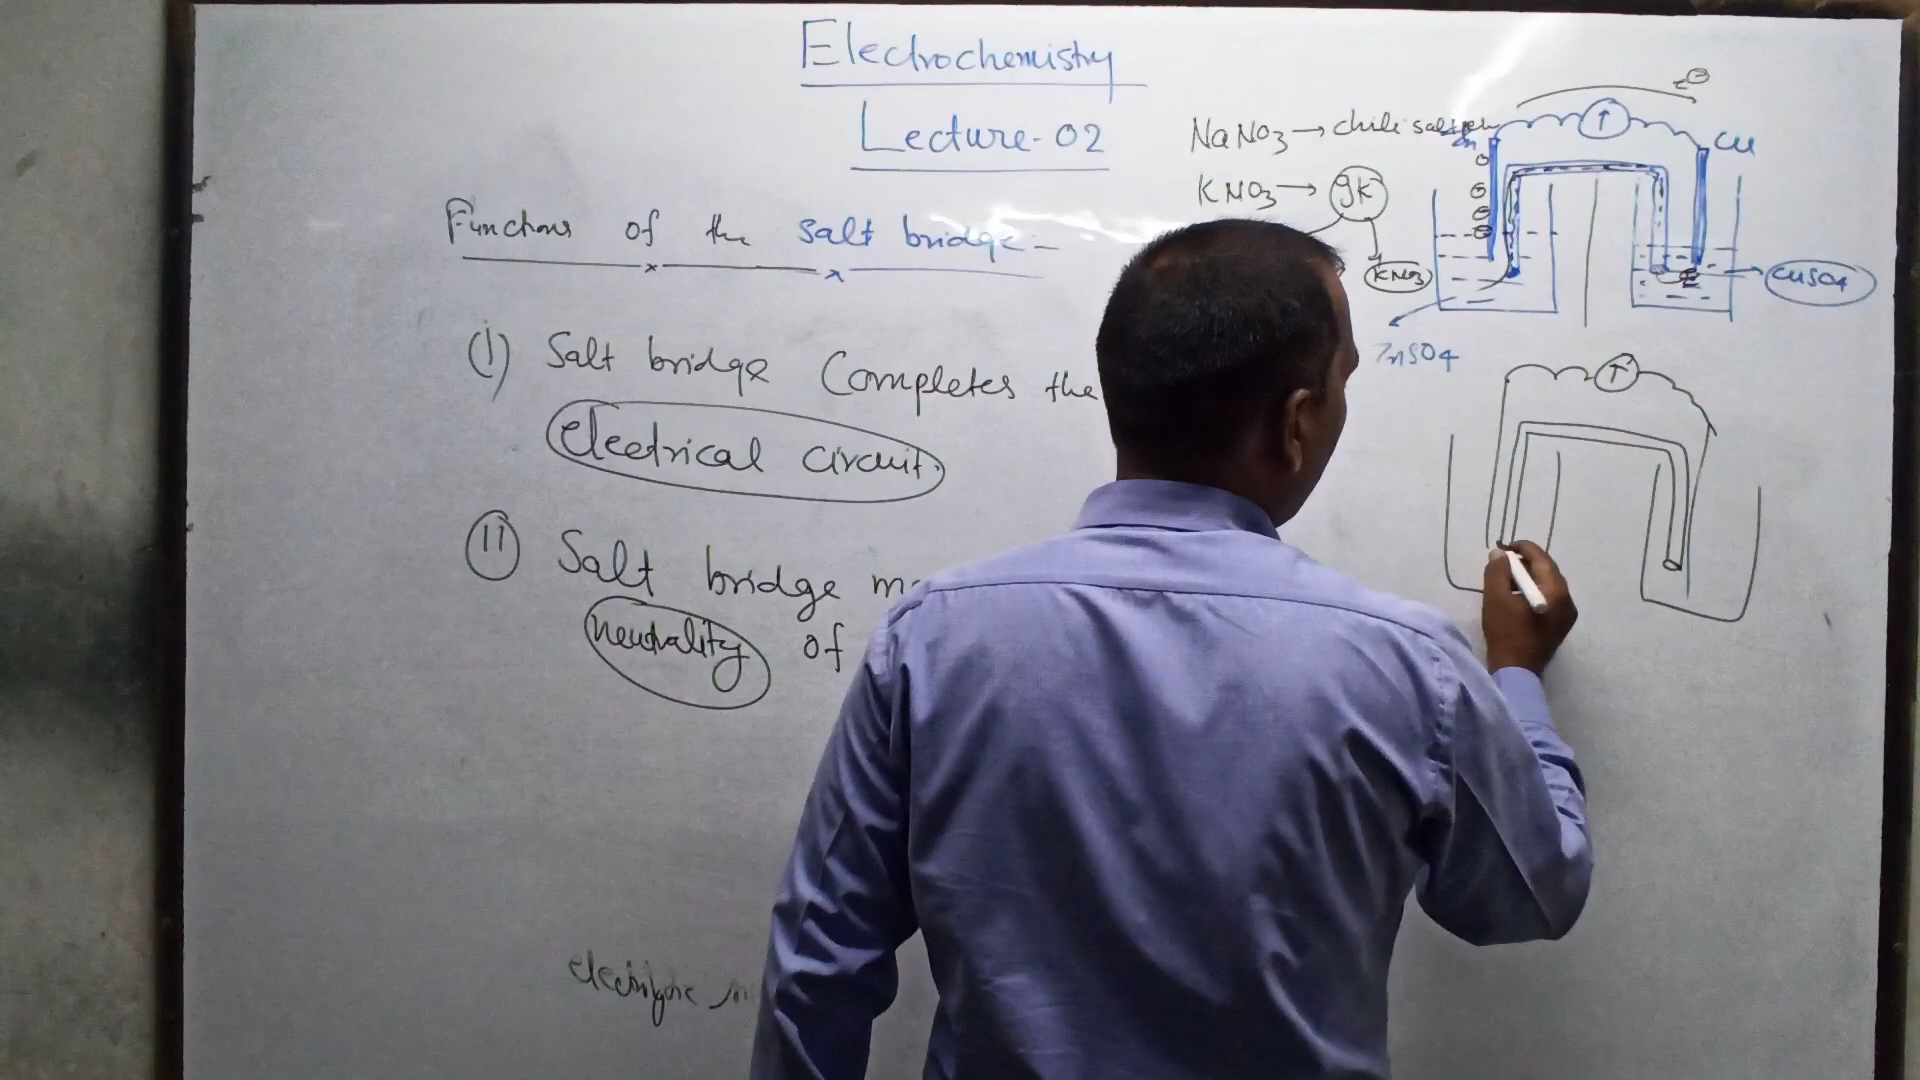 Electrochemistry
Lecture-02
Functions of the salt bridge:-
(i) Salt bridge Completes the
electrical circuit.
(ii) Salt bridge
neutrality of
NaNO3 → chile
KNO3 → gk
KNO3
Zn
Cu
CuSO4
ZnSO4